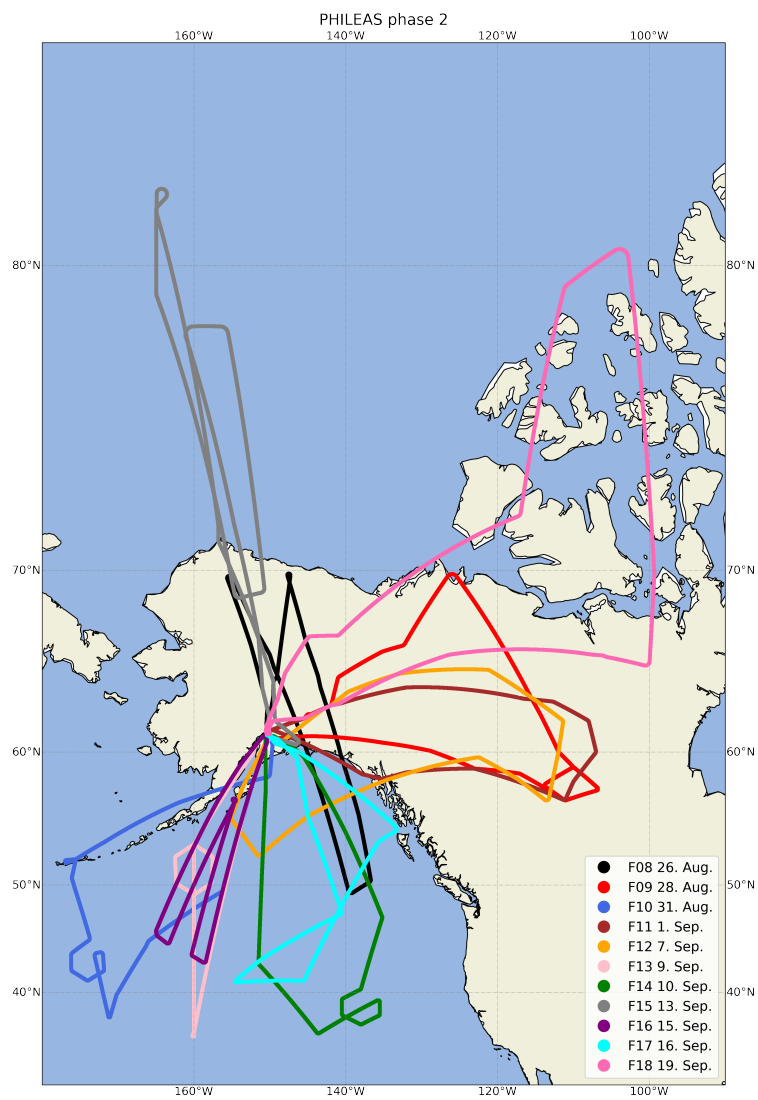 PHILEAS phase 2
160°W 140°W 120°W 100°W
80°N 80°N
70°N 70°N
60°N 60°N
50°N 50°N
40°N 40°N
F08 26. Aug.
F09 28. Aug.
F10 31. Aug.
F11 1. Sep.
F12 7. Sep.
F13 9. Sep.
F14 10. Sep.
F15 13. Sep.
F16 15. Sep.
F17 16. Sep.
F18 19. Sep.
160°W 140°W 120°W 100°W